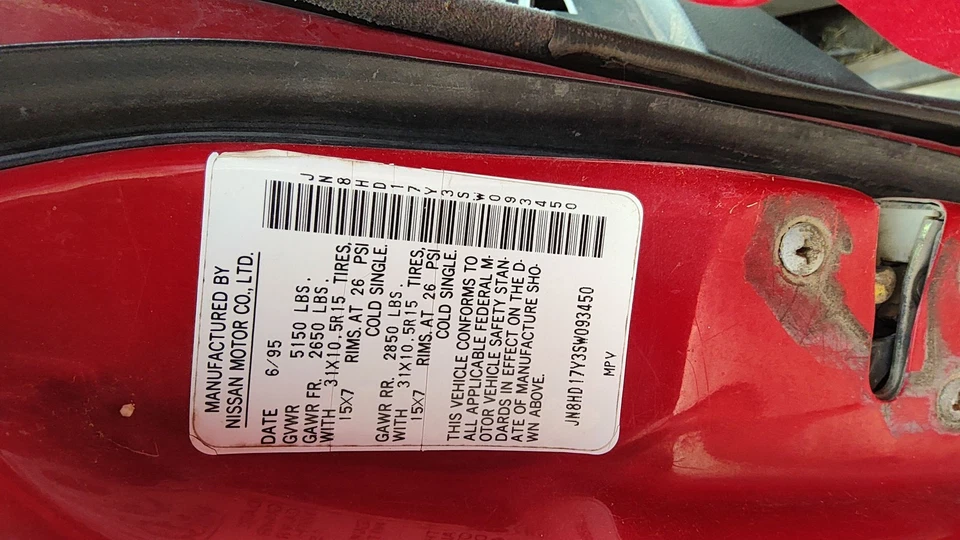 MANUFACTURED BY
NISSAN MOTOR CO., LTD.
DATE 6/95
GVWR 5150 LBS.
GAWR FR. 2650 LBS.
WITH 31X10.5R15 TIRES,
15X7 RIMS. AT 26 PSI
COLD SINGLE.
GAWR RR. 2850 LBS.
WITH 31X10.5R15 TIRES,
15X7 RIMS. AT 26 PSI
COLD SINGLE.
THIS VEHICLE CONFORMS TO
ALL APPLICABLE FEDERAL M-
OTOR VEHICLE SAFETY STAN-
DARDS IN EFFECT ON THE D-
ATE OF MANUFACTURE SHO-
WN ABOVE.
JN8HD17Y3SW093450
MPV
JN8HD17Y3SW093450